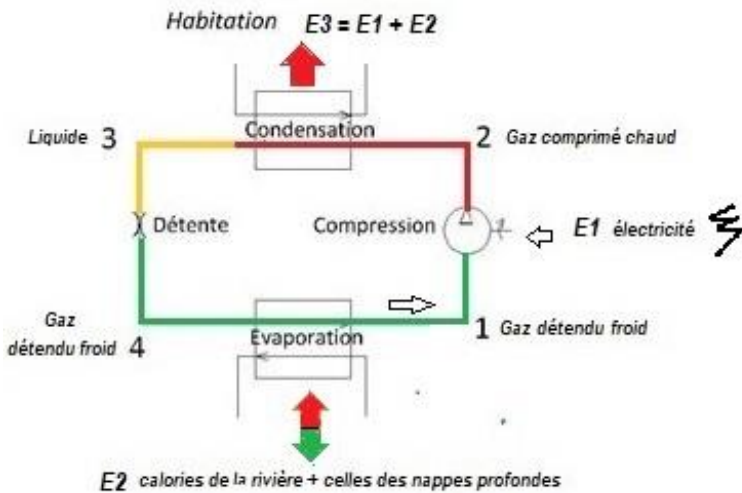 Habitation E3 = E1 + E2
Condensation
Liquide 3
2 Gaz comprimé chaud
Détente
Compression
E1 électricité
Gaz
détendu froid 4
1 Gaz détendu froid
Evaporation
E2 calories de la rivière + celles des nappes profondes